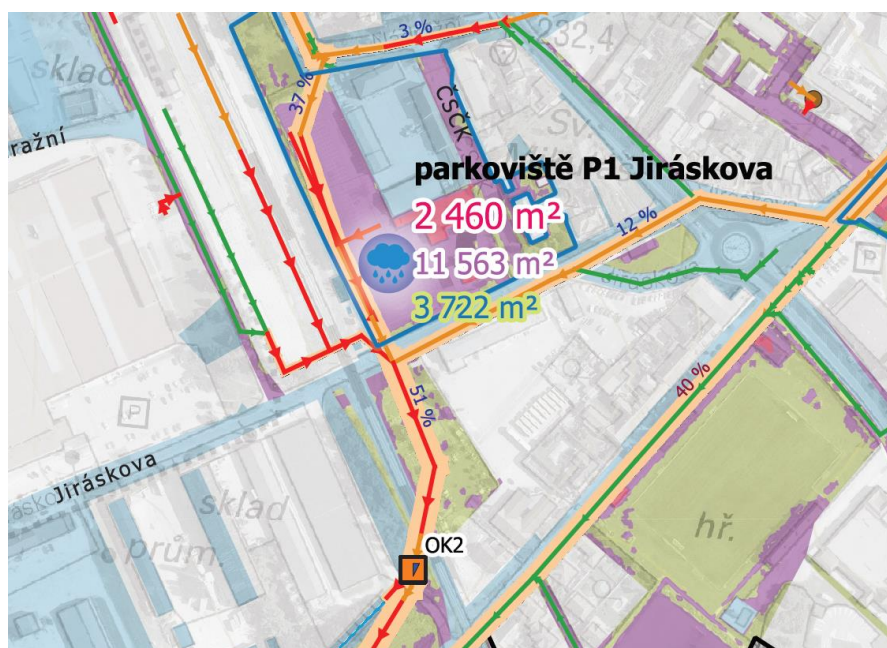 3 %
232,4
sklad
37 %
ČSČK
Sv.
ražní
parkoviště P1 Jiráskova
2 460 m²
12 %
11 563 m²
P
3 722 m²
40 %
51 %
P
Jiráskova
sklad
hř.
prům.
OK2